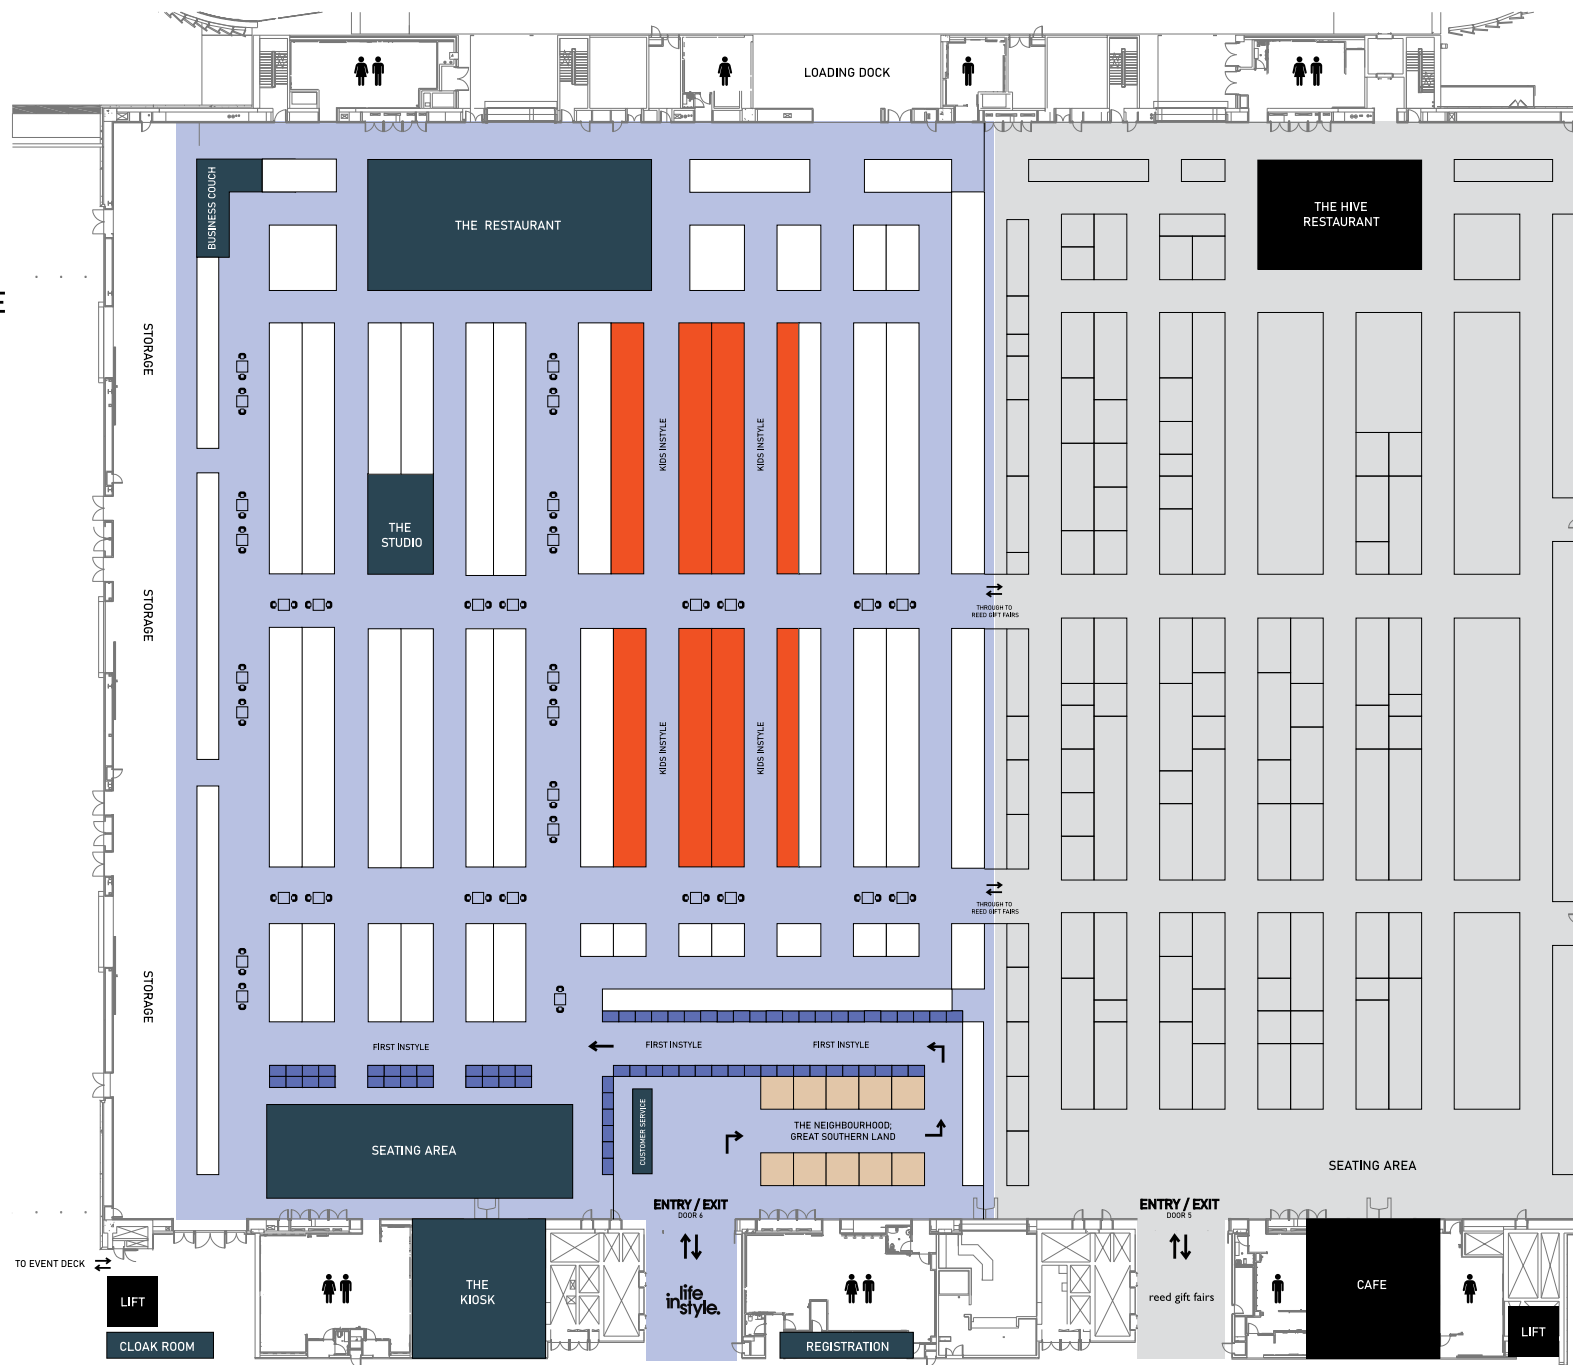 LOADING DOCK
BUSINESS COUCH
THE RESTAURANT
THE HIVE
RESTAURANT
E
STORAGE
KIDS INSTYLE
KIDS INSTYLE
THE
STUDIO
THROUGH TO
REED GIFT FAIRS
STORAGE
KIDS INSTYLE
KIDS INSTYLE
THROUGH TO
REED GIFT FAIRS
STORAGE
FIRST INSTYLE
FIRST INSTYLE
FIRST INSTYLE
CUSTOMER SERVICE
THE NEIGHBOURHOOD;
GREAT SOUTHERN LAND
SEATING AREA
SEATING AREA
ENTRY / EXIT
DOOR 6
ENTRY / EXIT
DOOR 5
TO EVENT DECK
LIFT
THE
KIOSK
life
instyle.
reed gift fairs
CAFE
LIFT
CLOAK ROOM
REGISTRATION